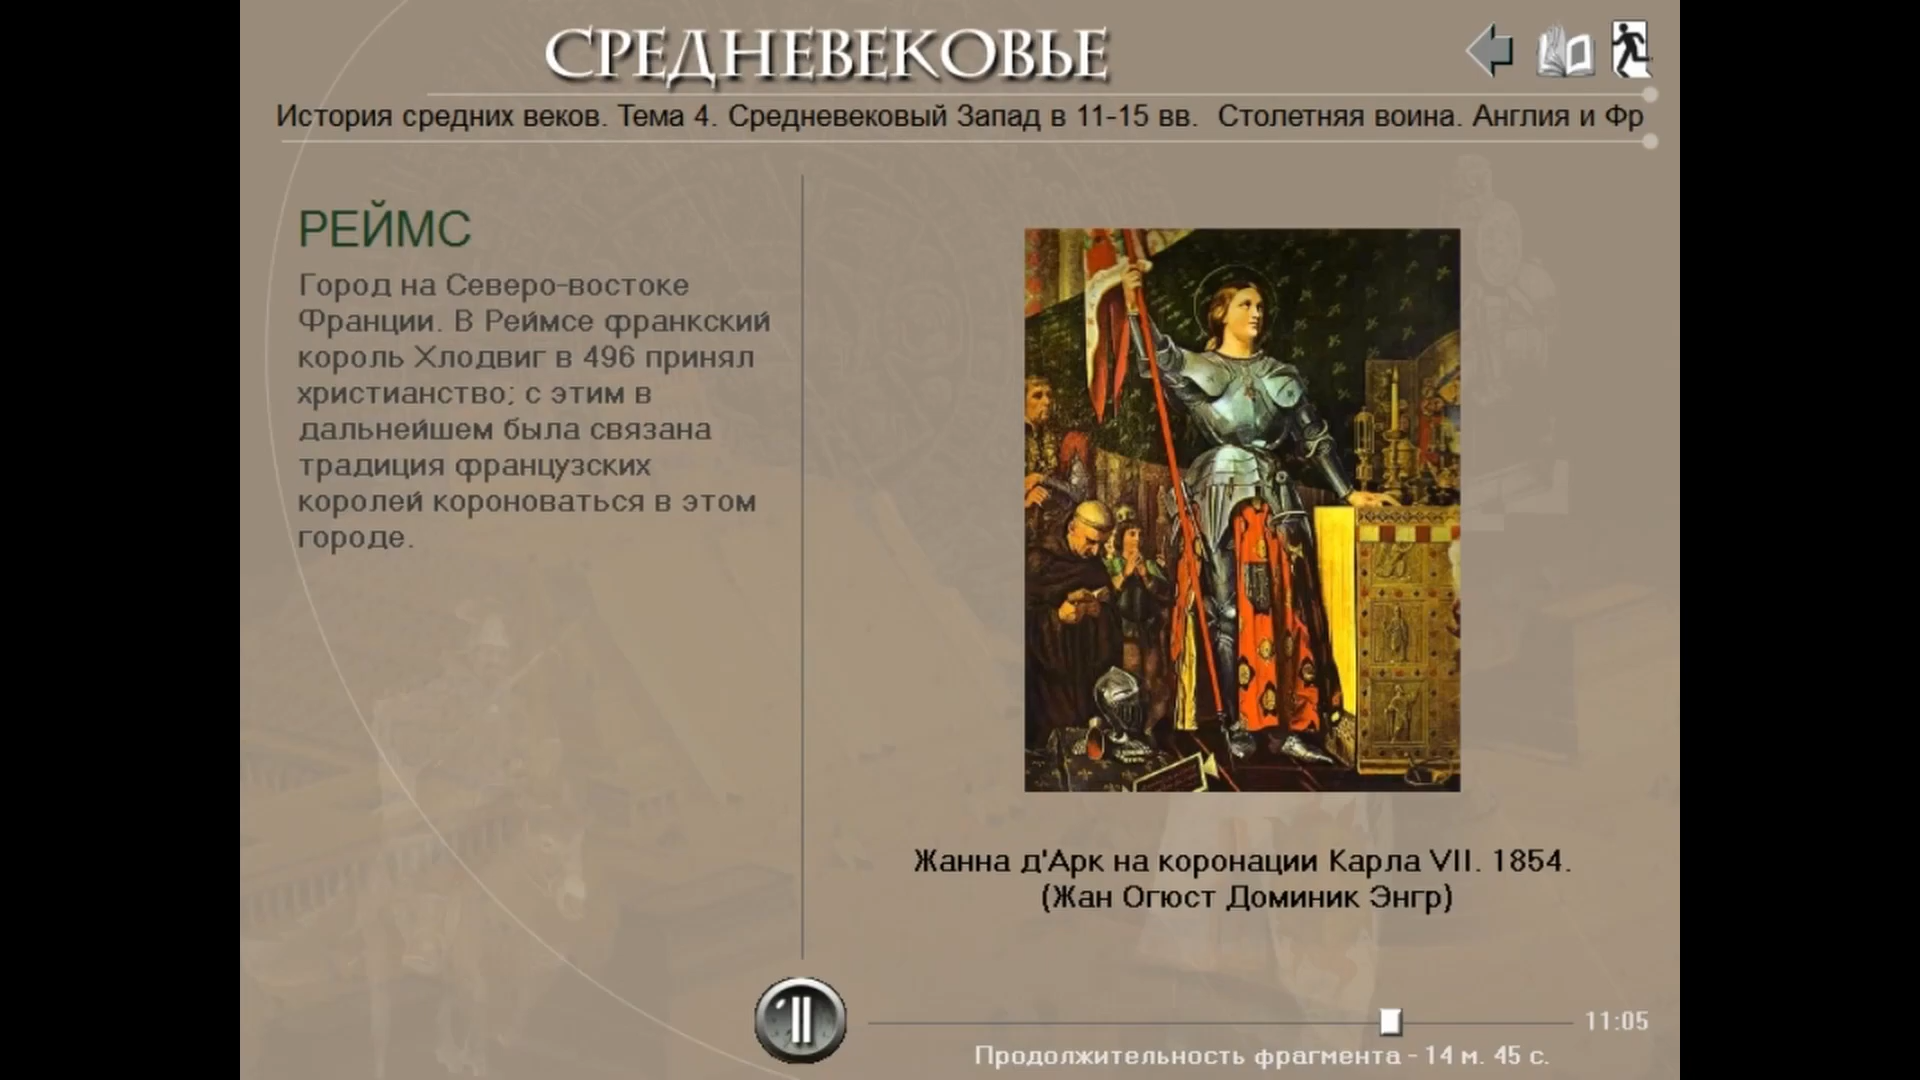 СРЕДНЕВЕКОВЬЕ
История средних веков. Тема 4. Средневековый Запад в 11-15 вв. Столетняя воина. Англия и Фр
РЕЙМС
Город на Северо-востоке
Франции. В Реймсе франкский
король Хлодвиг в 496 принял
христианство; с этим в
дальнейшем была связана
традиция французских
королей короноваться в этом
городе.
Жанна д'Арк на коронации Карла VII. 1854.
(Жан Огюст Доминик Энгр)
11:05
Продолжительность фрагмента - 14 м. 45 с.